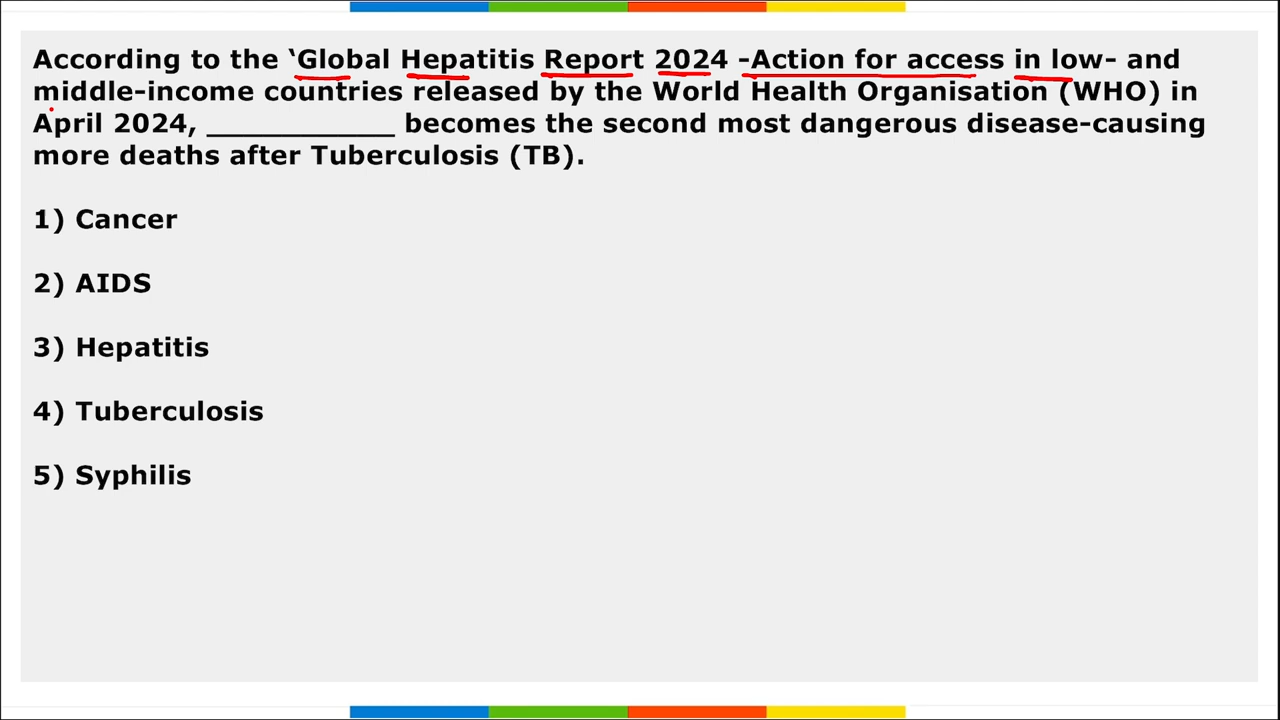 According to the ‘Global Hepatitis Report 2024 -Action for access in low- and
middle-income countries released by the World Health Organisation (WHO) in
April 2024, _____________ becomes the second most dangerous disease-causing
more deaths after Tuberculosis (TB).
1) Cancer
2) AIDS
3) Hepatitis
4) Tuberculosis
5) Syphilis